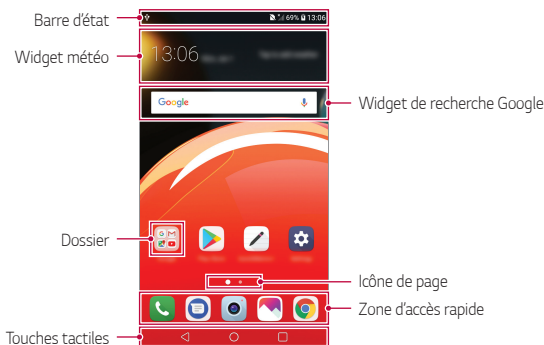 Barre d'état
69% 13:06
Widget météo
13:06
Google
Widget de recherche Google
Dossier
Icône de page
Zone d'accès rapide
Touches tactiles